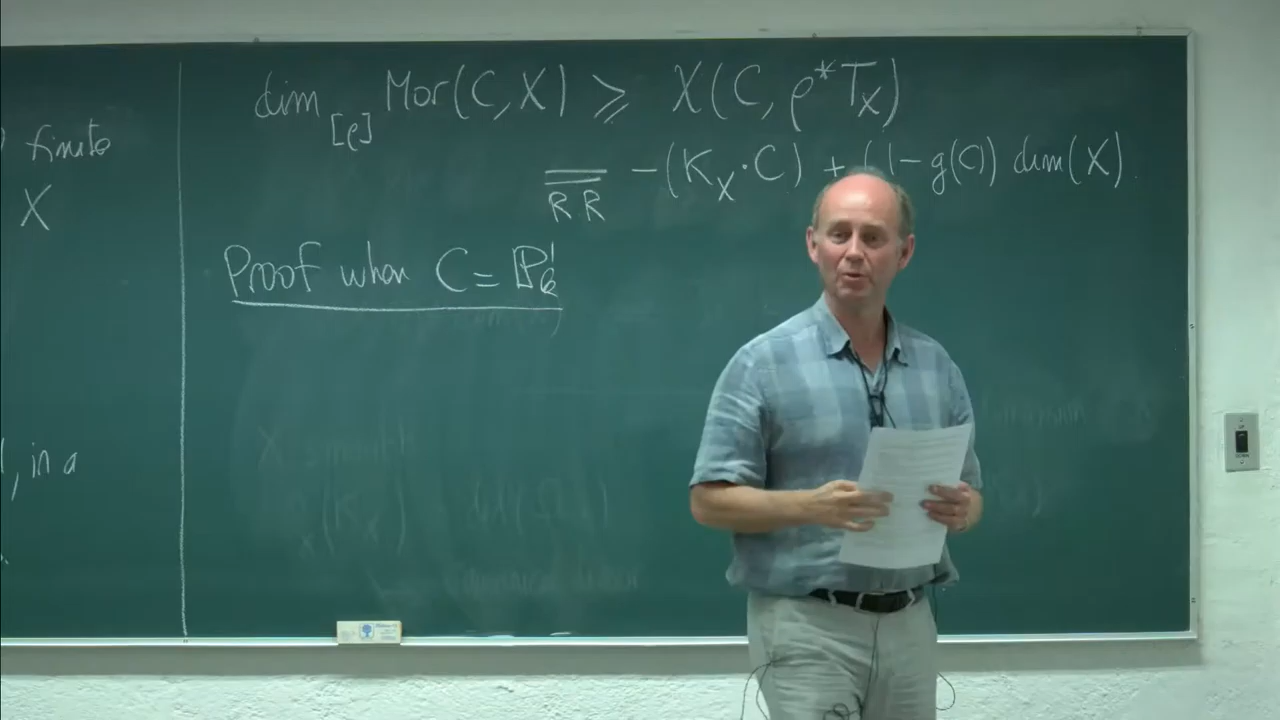 finite
X
, in a
dim_[ρ] Mor(C, X) ⩾ χ(C, ρ*T_X)
= -(K_X · C) + (1 - g(C)) dim(X)
RR
Proof when C = ℙ¹_k